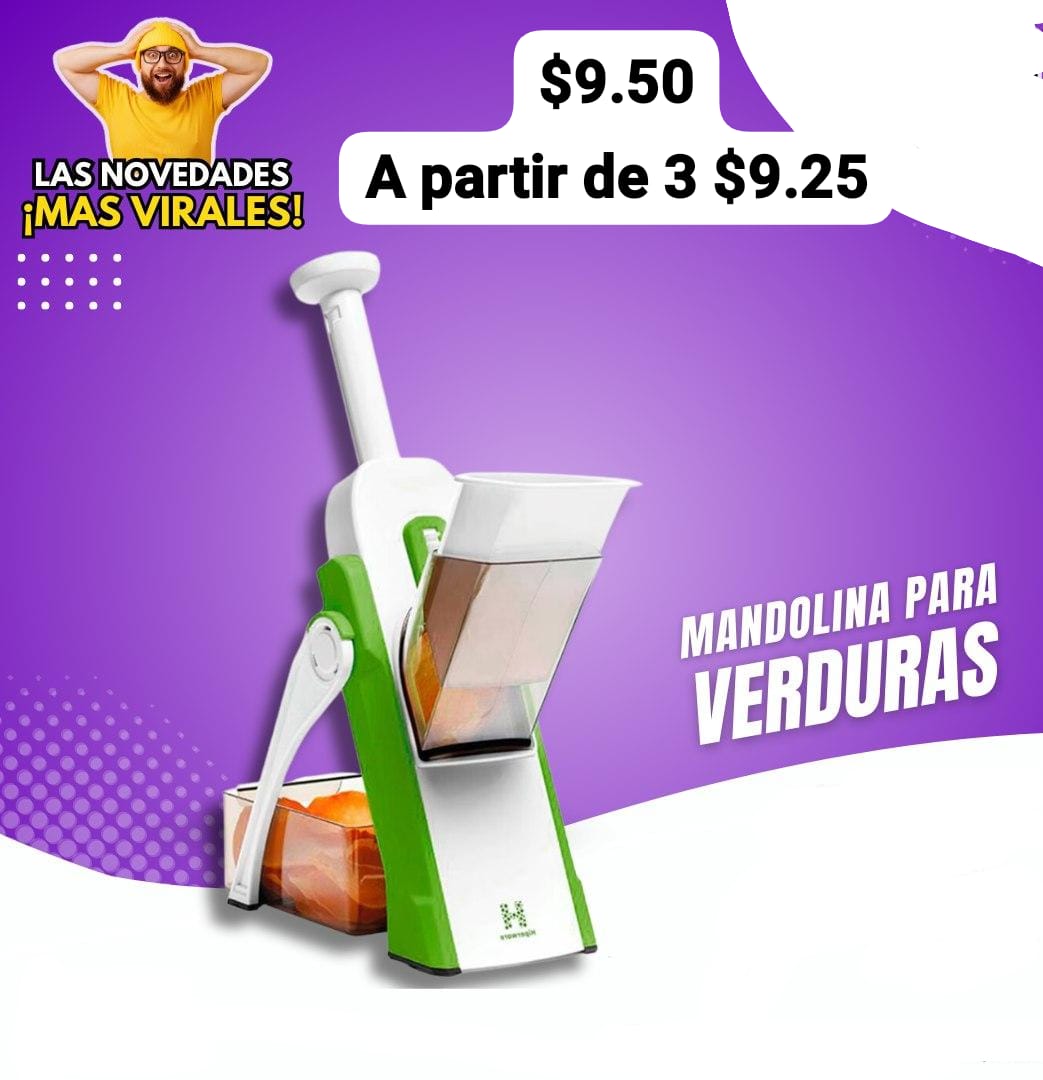 $9.50
A partir de 3 $9.25
LAS NOVEDADES
¡MAS VIRALES!
MANDOLINA PARA
VERDURAS
H